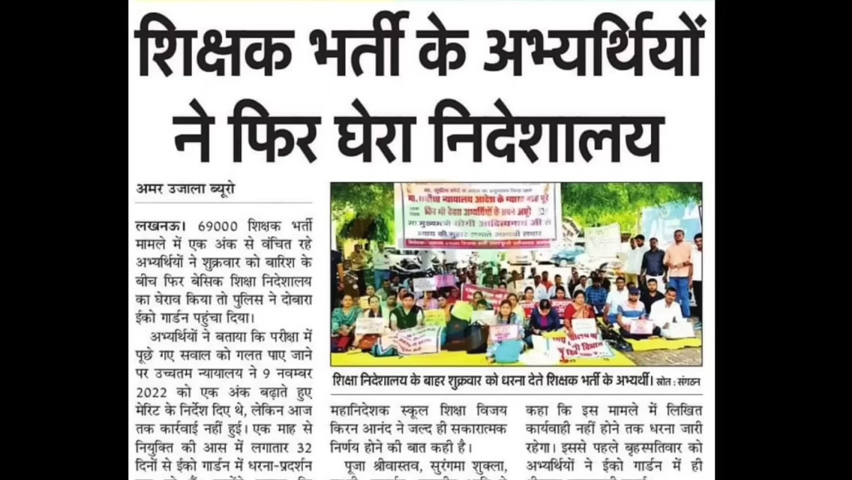 शिक्षक भर्ती के अभ्यर्थियों
ने फिर घेरा निदेशालय
अमर उजाला ब्यूरो
लखनऊ। 69000 शिक्षक भर्ती
मामले में एक अंक से वंचित रहे
अभ्यर्थियों ने शुक्रवार को बारिश के
बीच फिर बेसिक शिक्षा निदेशालय
का घेराव किया तो पुलिस ने दोबारा
ईको गार्डन पहुंचा दिया।
अभ्यर्थियों ने बताया कि परीक्षा में
पूछे गए सवाल को गलत पाए जाने
पर उच्चतम न्यायालय ने 9 नवम्बर
2022 को एक अंक बढ़ाते हुए
मेरिट के निर्देश दिए थे, लेकिन आज
तक कार्रवाई नहीं हुई। एक माह से
नियुक्ति की आस में लगातार 32
दिनों से ईको गार्डन में धरना-प्रदर्शन
मा. मुख्यमंत्री योगी आदित्यनाथ जी से
शिक्षा निदेशालय के बाहर शुक्रवार को धरना देते शिक्षक भर्ती के अभ्यर्थी। स्रोत : संगठन
महानिदेशक स्कूल शिक्षा विजय
किरन आनंद ने जल्द ही सकारात्मक
निर्णय होने की बात कही है।
पूजा श्रीवास्तव, सुरंगमा शुक्ला,
कहा कि इस मामले में लिखित
कार्यवाही नहीं होने तक धरना जारी
रहेगा। इससे पहले बृहस्पतिवार को
अभ्यर्थियों ने ईको गार्डन में ही